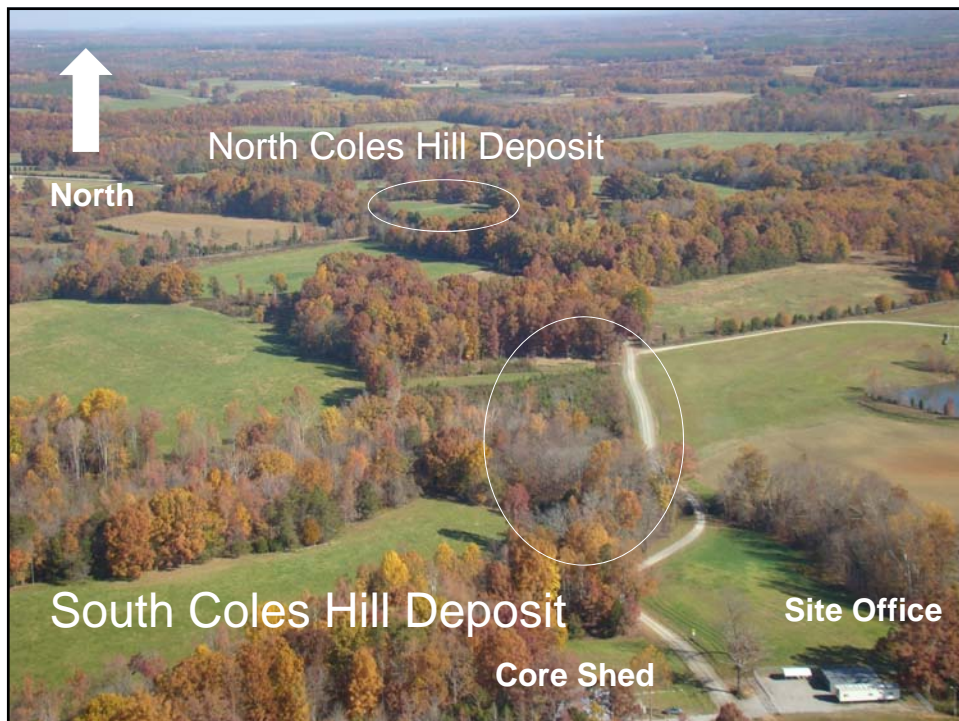 North Coles Hill Deposit
North
South Coles Hill Deposit
Site Office
Core Shed